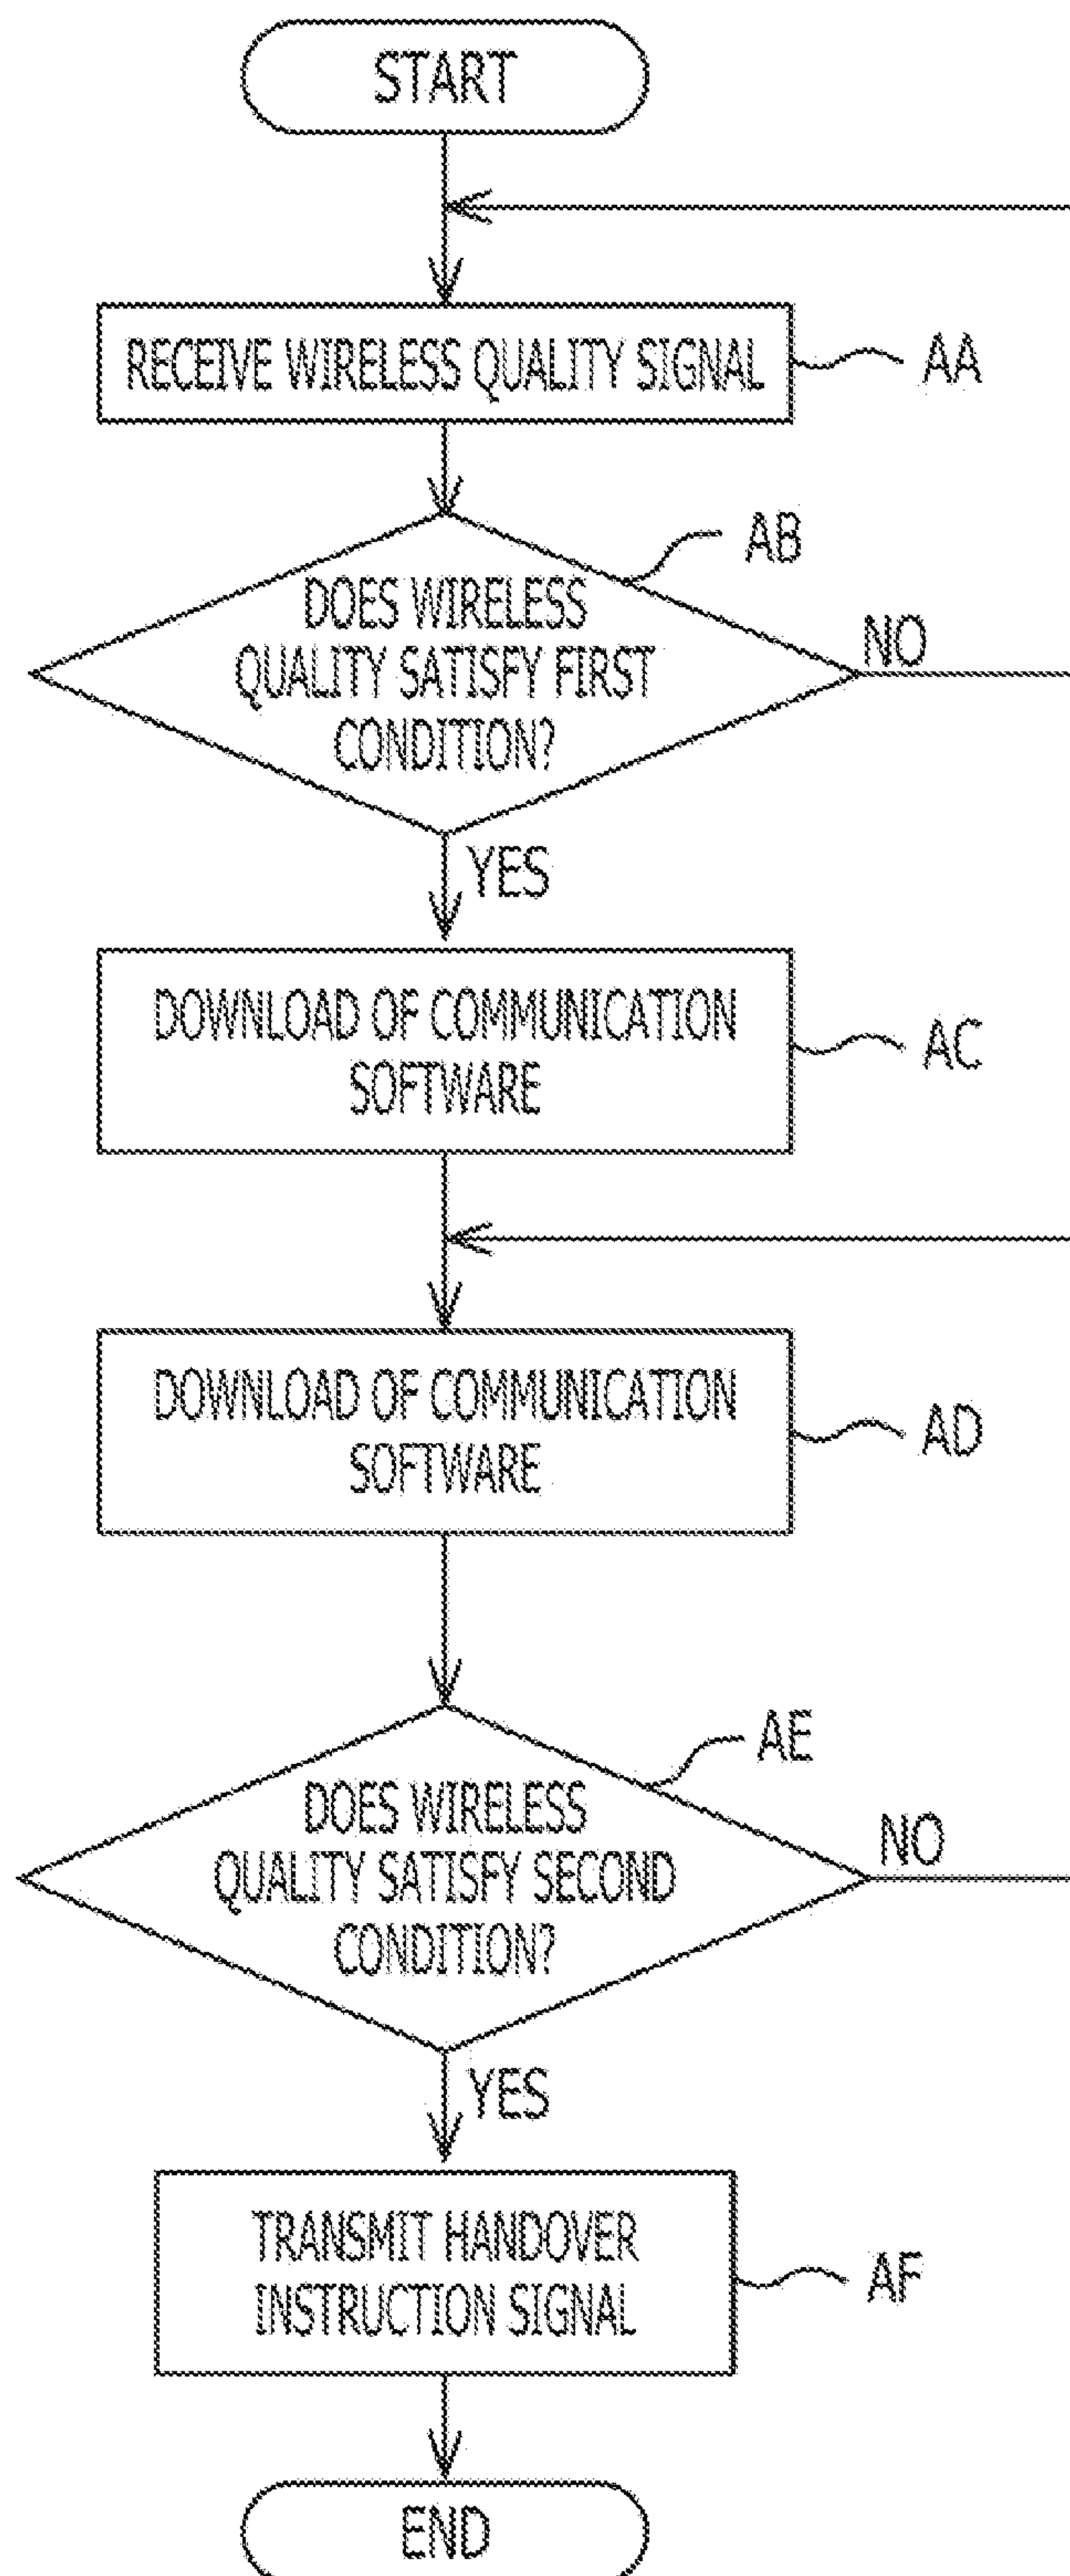 START
RECEIVE WIRELESS QUALITY SIGNAL
AA
AB
DOES WIRELESS
QUALITY SATISFY FIRST
CONDITION?
NO
YES
DOWNLOAD OF COMMUNICATION
SOFTWARE
AC
DOWNLOAD OF COMMUNICATION
SOFTWARE
AD
AE
DOES WIRELESS
QUALITY SATISFY SECOND
CONDITION?
NO
YES
TRANSMIT HANDOVER
INSTRUCTION SIGNAL
AF
END